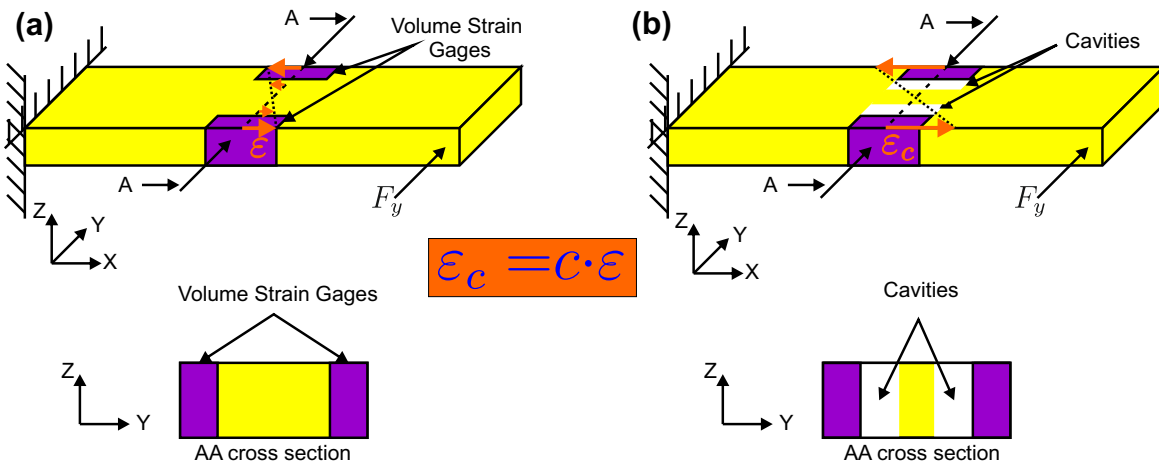 (a)
A
Volume Strain
Gages
ε
A
F_y
Z
Y
X
(b)
A
Cavities
ε_c
A
F_y
Z
Y
X
ε_c = c·ε
Volume Strain Gages
Z
Y
AA cross section
Cavities
Z
Y
AA cross section